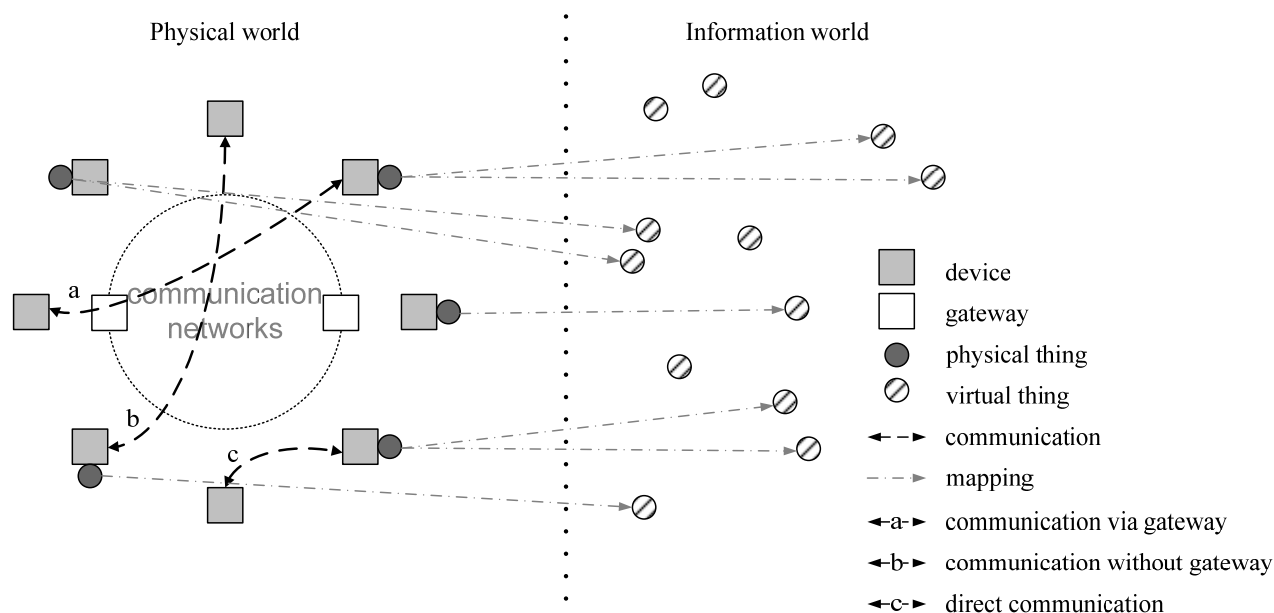 Physical world
Information world
a
communication
networks
b
c
device
gateway
physical thing
virtual thing
communication
mapping
a communication via gateway
b communication without gateway
c direct communication